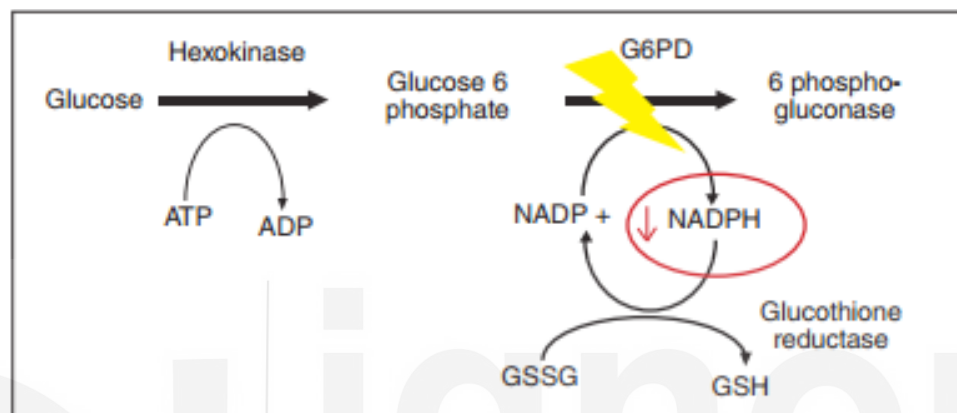 Hexokinase
G6PD
Glucose
Glucose 6
phosphate
6 phospho-
gluconase
ATP
ADP
NADP +
↓ NADPH
Glucothione
reductase
GSSG
GSH